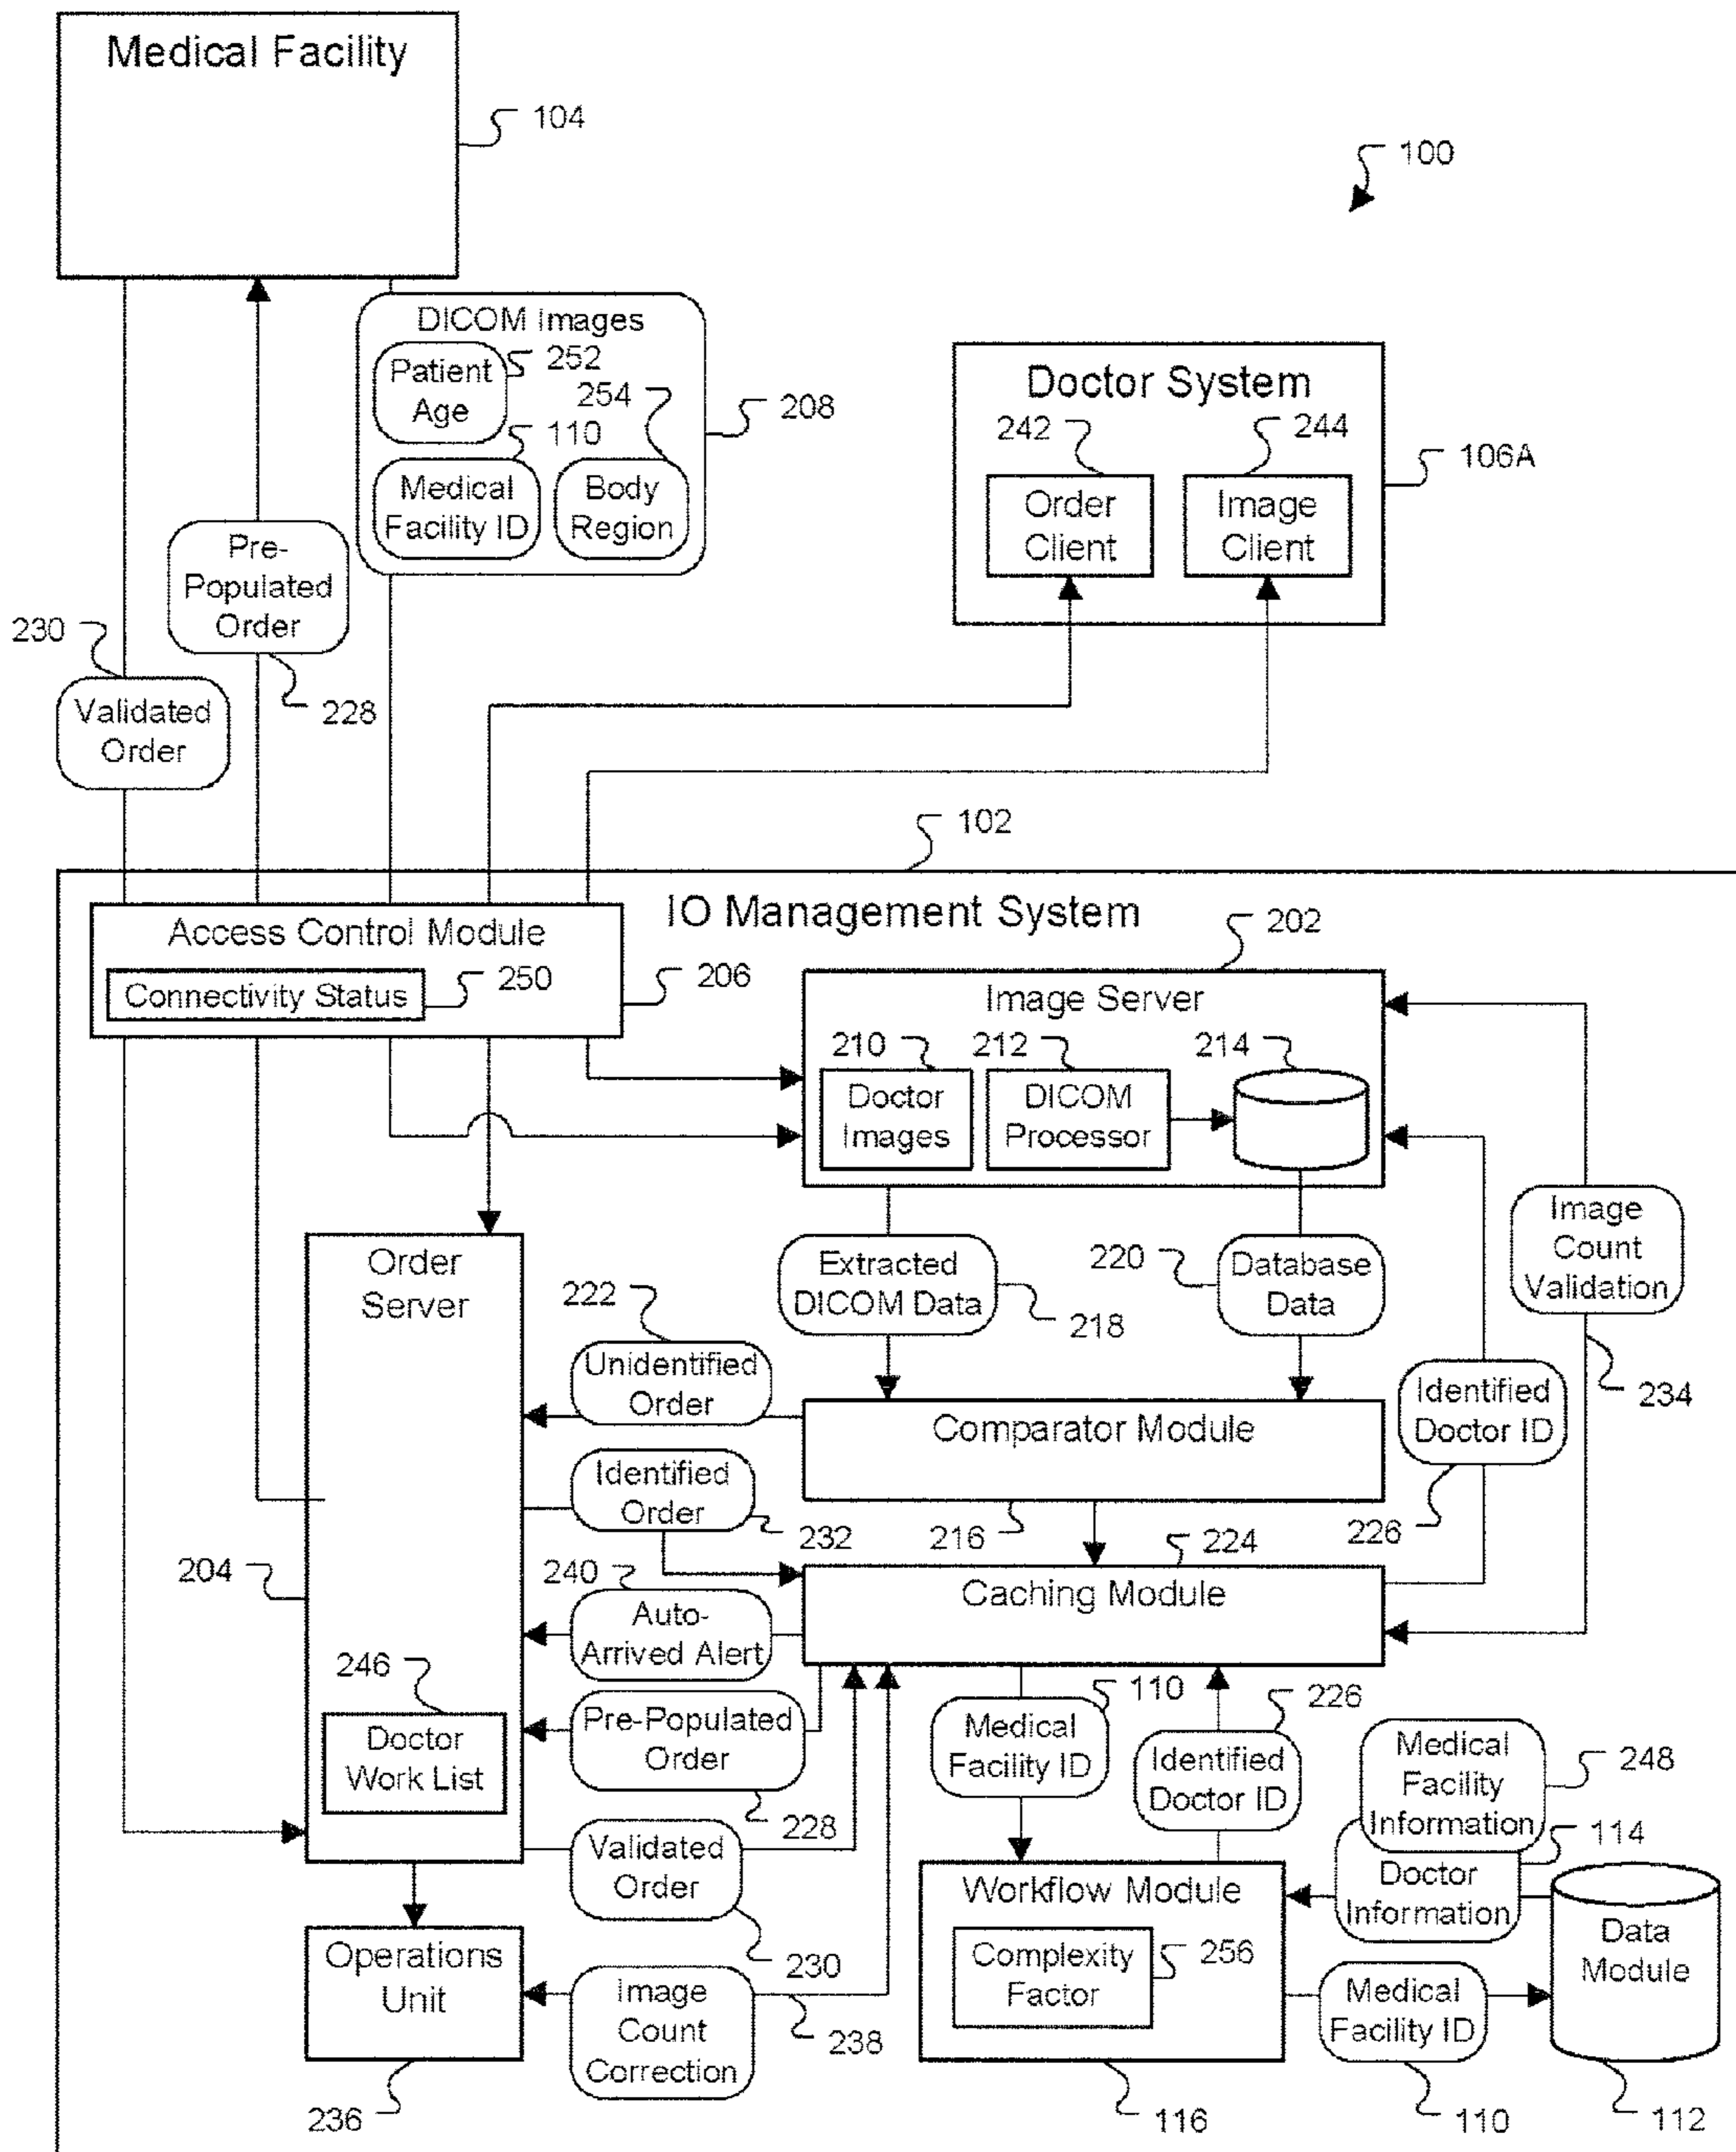 Medical Facility
104
100
DICOM Images
Patient
Age
252
254
208
110
Medical
Facility ID
Body
Region
Doctor System
242
244
106A
Order
Client
Image
Client
Pre-
Populated
Order
230
228
Validated
Order
102
IO Management System
Access Control Module
Connectivity Status
250
206
202
Image Server
210
212
214
Doctor
Images
DICOM
Processor
Order
Server
Extracted
DICOM Data
218
220
Database
Data
Image
Count
Validation
222
Unidentified
Order
234
Identified
Doctor ID
226
Comparator Module
Identified
Order
232
216
224
204
240
Caching Module
Auto-
Arrived Alert
246
Doctor
Work List
Pre-Populated
Order
228
110
226
Medical
Facility ID
Identified
Doctor ID
Medical
Facility
Information
248
114
Doctor
Information
Validated
Order
230
Workflow Module
Complexity
Factor
256
Data
Module
Operations
Unit
Image
Count
Correction
238
Medical
Facility ID
236
116
110
112